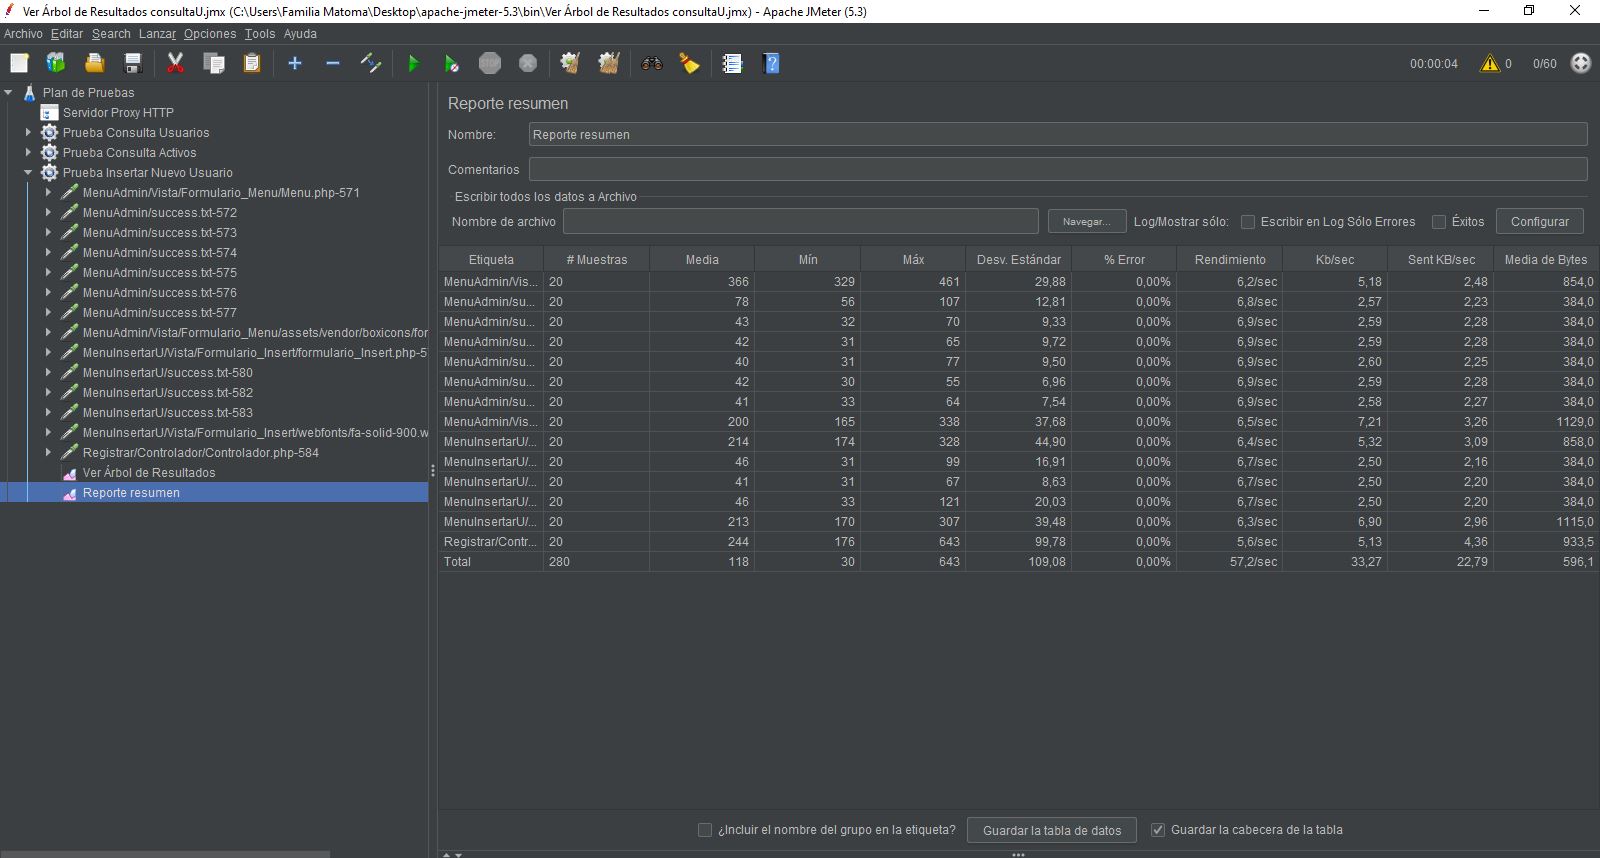 Ver Árbol de Resultados consultaU.jmx (C:\Users\Familia Matoma\Desktop\apache-jmeter-5.3\bin\Ver Árbol de Resultados consultaU.jmx) - Apache JMeter (5.3)
Archivo Editar Search Lanzar Opciones Tools Ayuda
STOP 00:00:04 0 0/60
Plan de Pruebas
Servidor Proxy HTTP
Prueba Consulta Usuarios
Prueba Consulta Activos
Prueba Insertar Nuevo Usuario
MenuAdmin/Vista/Formulario_Menu/Menu.php-571
MenuAdmin/success.txt-572
MenuAdmin/success.txt-573
MenuAdmin/success.txt-574
MenuAdmin/success.txt-575
MenuAdmin/success.txt-576
MenuAdmin/success.txt-577
MenuAdmin/Vista/Formulario_Menu/assets/vendor/boxicons/for
MenuInsertarU/Vista/Formulario_Insert/formulario_Insert.php-5
MenuInsertarU/success.txt-580
MenuInsertarU/success.txt-582
MenuInsertarU/success.txt-583
MenuInsertarU/Vista/Formulario_Insert/webfonts/fa-solid-900.w
Registrar/Controlador/Controlador.php-584
Ver Árbol de Resultados
Reporte resumen
Reporte resumen
Nombre: Reporte resumen
Comentarios
Escribir todos los datos a Archivo
Nombre de archivo Navegar... Log/Mostrar sólo: Escribir en Log Sólo Errores Éxitos Configurar
Etiqueta # Muestras Media Mín Máx Desv. Estándar % Error Rendimiento Kb/sec Sent KB/sec Media de Bytes
MenuAdmin/Vis... 20 366 329 461 29,88 0,00% 6,2/sec 5,18 2,48 854,0
MenuAdmin/su... 20 78 56 107 12,81 0,00% 6,8/sec 2,57 2,23 384,0
MenuAdmin/su... 20 43 32 70 9,33 0,00% 6,9/sec 2,59 2,28 384,0
MenuAdmin/su... 20 42 31 65 9,72 0,00% 6,9/sec 2,59 2,28 384,0
MenuAdmin/su... 20 40 31 77 9,50 0,00% 6,9/sec 2,60 2,25 384,0
MenuAdmin/su... 20 42 30 55 6,96 0,00% 6,9/sec 2,59 2,28 384,0
MenuAdmin/su... 20 41 33 64 7,54 0,00% 6,9/sec 2,58 2,27 384,0
MenuAdmin/Vis... 20 200 165 338 37,68 0,00% 6,5/sec 7,21 3,26 1129,0
MenuInsertarU/... 20 214 174 328 44,90 0,00% 6,4/sec 5,32 3,09 858,0
MenuInsertarU/... 20 46 31 99 16,91 0,00% 6,7/sec 2,50 2,16 384,0
MenuInsertarU/... 20 41 31 67 8,63 0,00% 6,7/sec 2,50 2,20 384,0
MenuInsertarU/... 20 46 33 121 20,03 0,00% 6,7/sec 2,50 2,20 384,0
MenuInsertarU/... 20 213 170 307 39,48 0,00% 6,3/sec 6,90 2,96 1115,0
Registrar/Contr... 20 244 176 643 99,78 0,00% 5,6/sec 5,13 4,36 933,5
Total 280 118 30 643 109,08 0,00% 57,2/sec 33,27 22,79 596,1
¿Incluir el nombre del grupo en la etiqueta? Guardar la tabla de datos Guardar la cabecera de la tabla